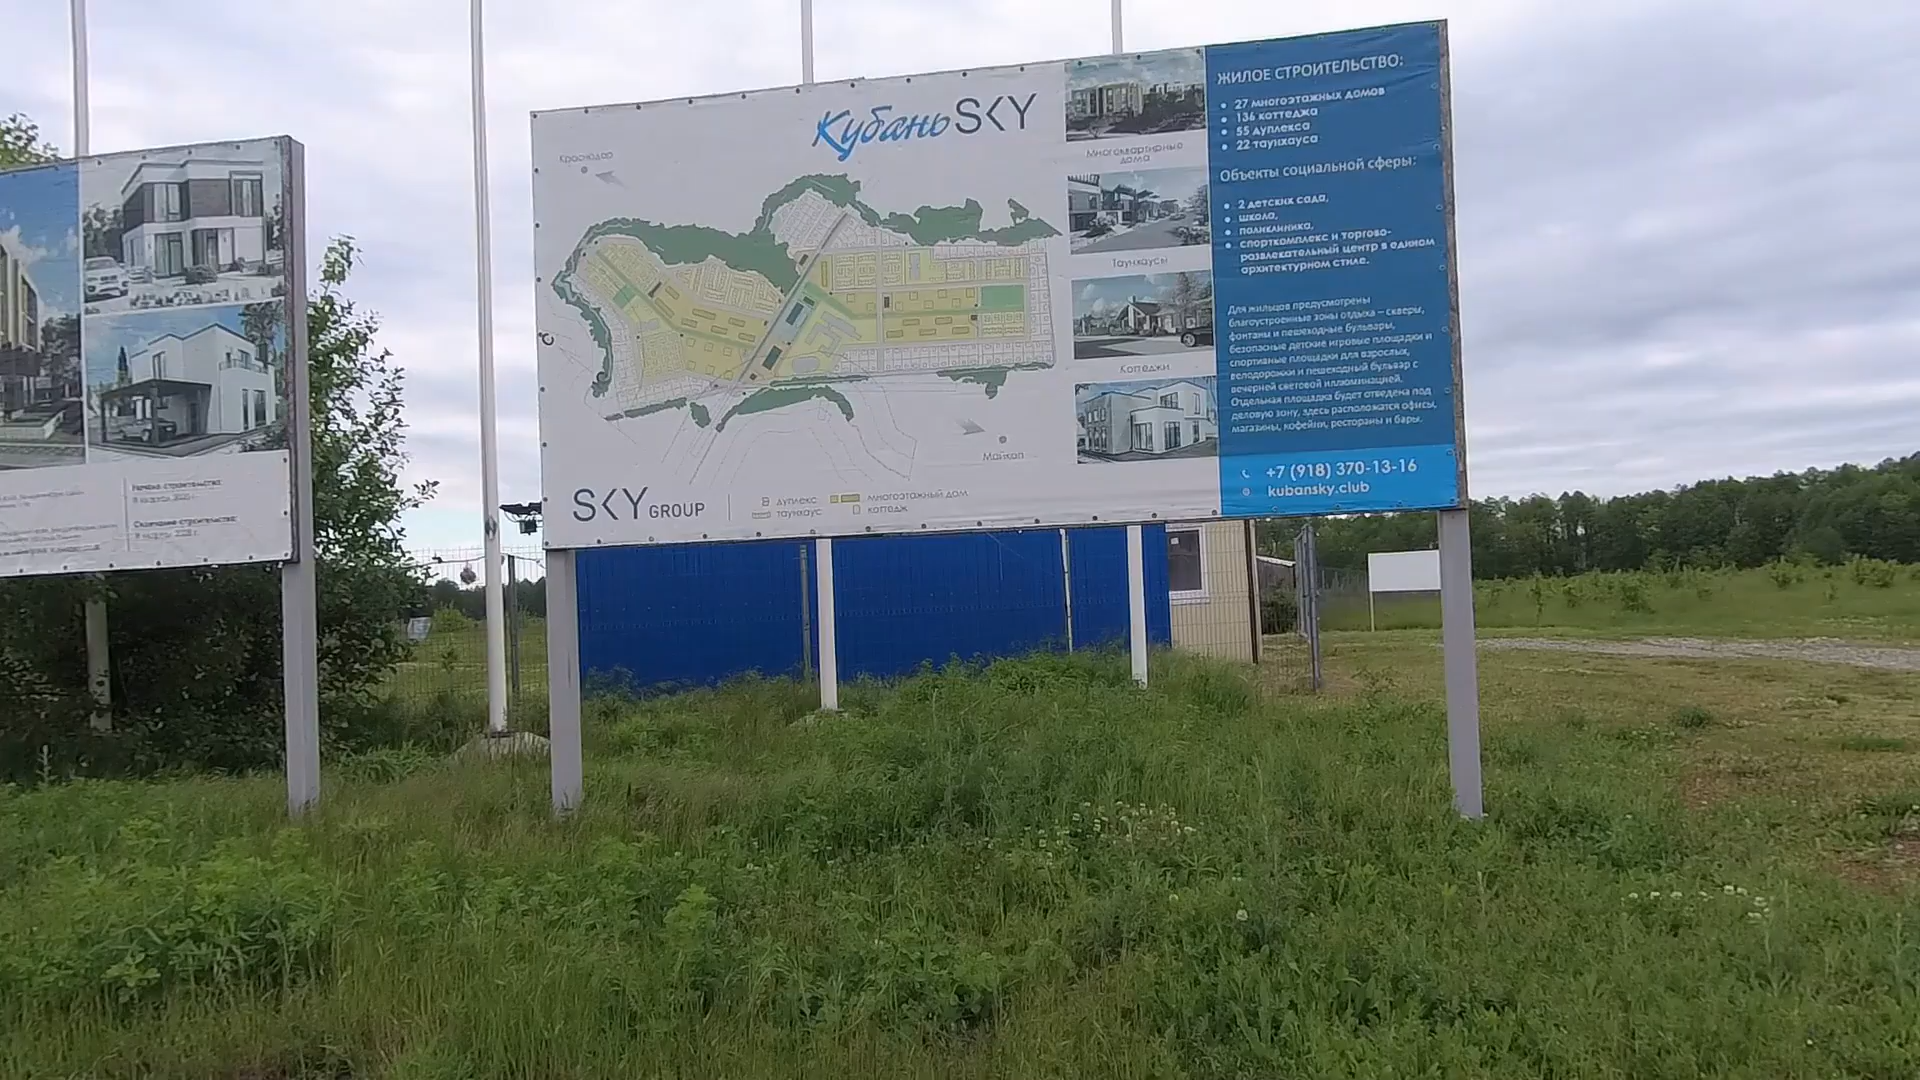 Начало строительства:
Окончание строительства:
Кубань SKY
Краснодар
С
Майкоп
SKY GROUP
дуплекс
таунхаус
многоэтажный дом
коттедж
Многоквартирные
дома
Таунхаусы
Коттеджи
ЖИЛОЕ СТРОИТЕЛЬСТВО:
• 27 многоэтажных домов
• 136 коттеджа
• 55 дуплекса
• 22 таунхауса
Объекты социальной сферы:
• 2 детских сада,
• школа,
• поликлиника,
• спорткомплекс и торгово-
развлекательный центр в едином
архитектурном стиле.
Для жильцов предусмотрены
благоустроенные зоны отдыха – скверы,
фонтаны и пешеходные бульвары,
безопасные детские игровые площадки и
спортивные площадки для взрослых,
велодорожки и пешеходный бульвар с
вечерней световой иллюминацией.
Отдельная площадка будет отведена под
деловую зону, здесь расположатся офисы,
магазины, кофейни, рестораны и бары.
+7 (918) 370-13-16
kubansky.club